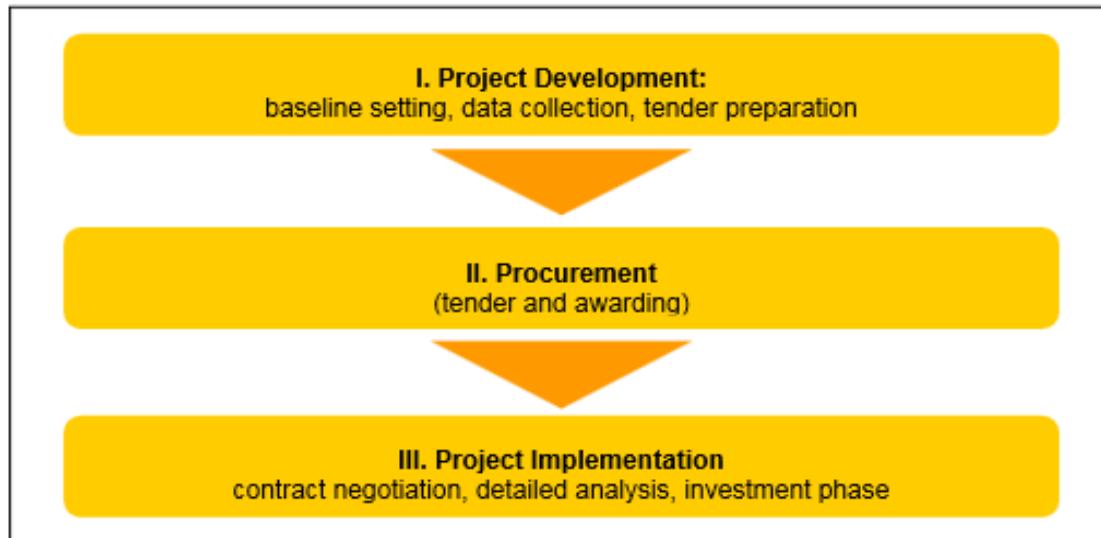 I. Project Development:
baseline setting, data collection, tender preparation
II. Procurement
(tender and awarding)
III. Project Implementation
contract negotiation, detailed analysis, investment phase